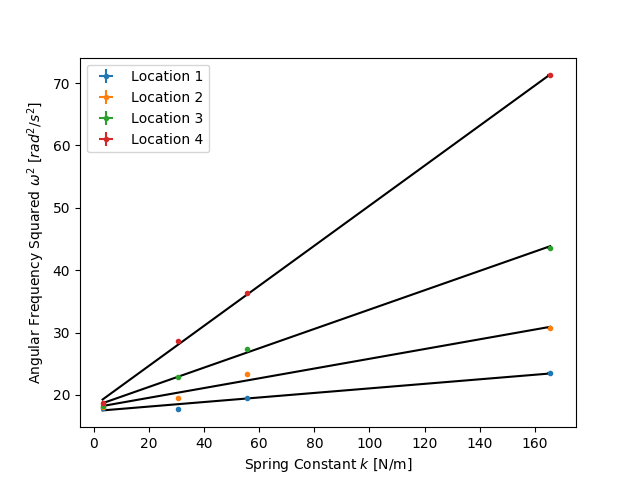 Location 1
Location 2
Location 3
Location 4
70
60
50
40
30
20
Angular Frequency Squared ω² [rad²/s²]
0 20 40 60 80 100 120 140 160
Spring Constant k [N/m]